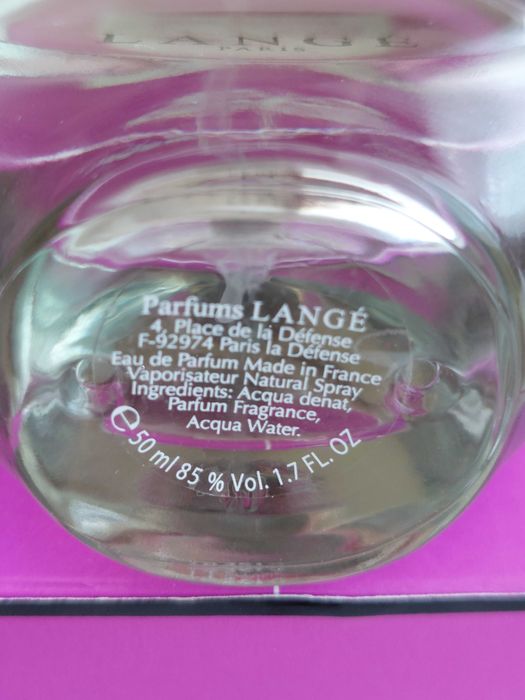 LANGÉ
PARIS
Parfums LANGÉ
4, Place de la Défense
F-92974 Paris la Défense
Eau de Parfum Made in France
Vaporisateur Natural Spray
Ingredients: Acqua denat,
Parfum Fragrance,
Acqua Water.
℮ 50 ml 85 % Vol. 1.7 FL. OZ